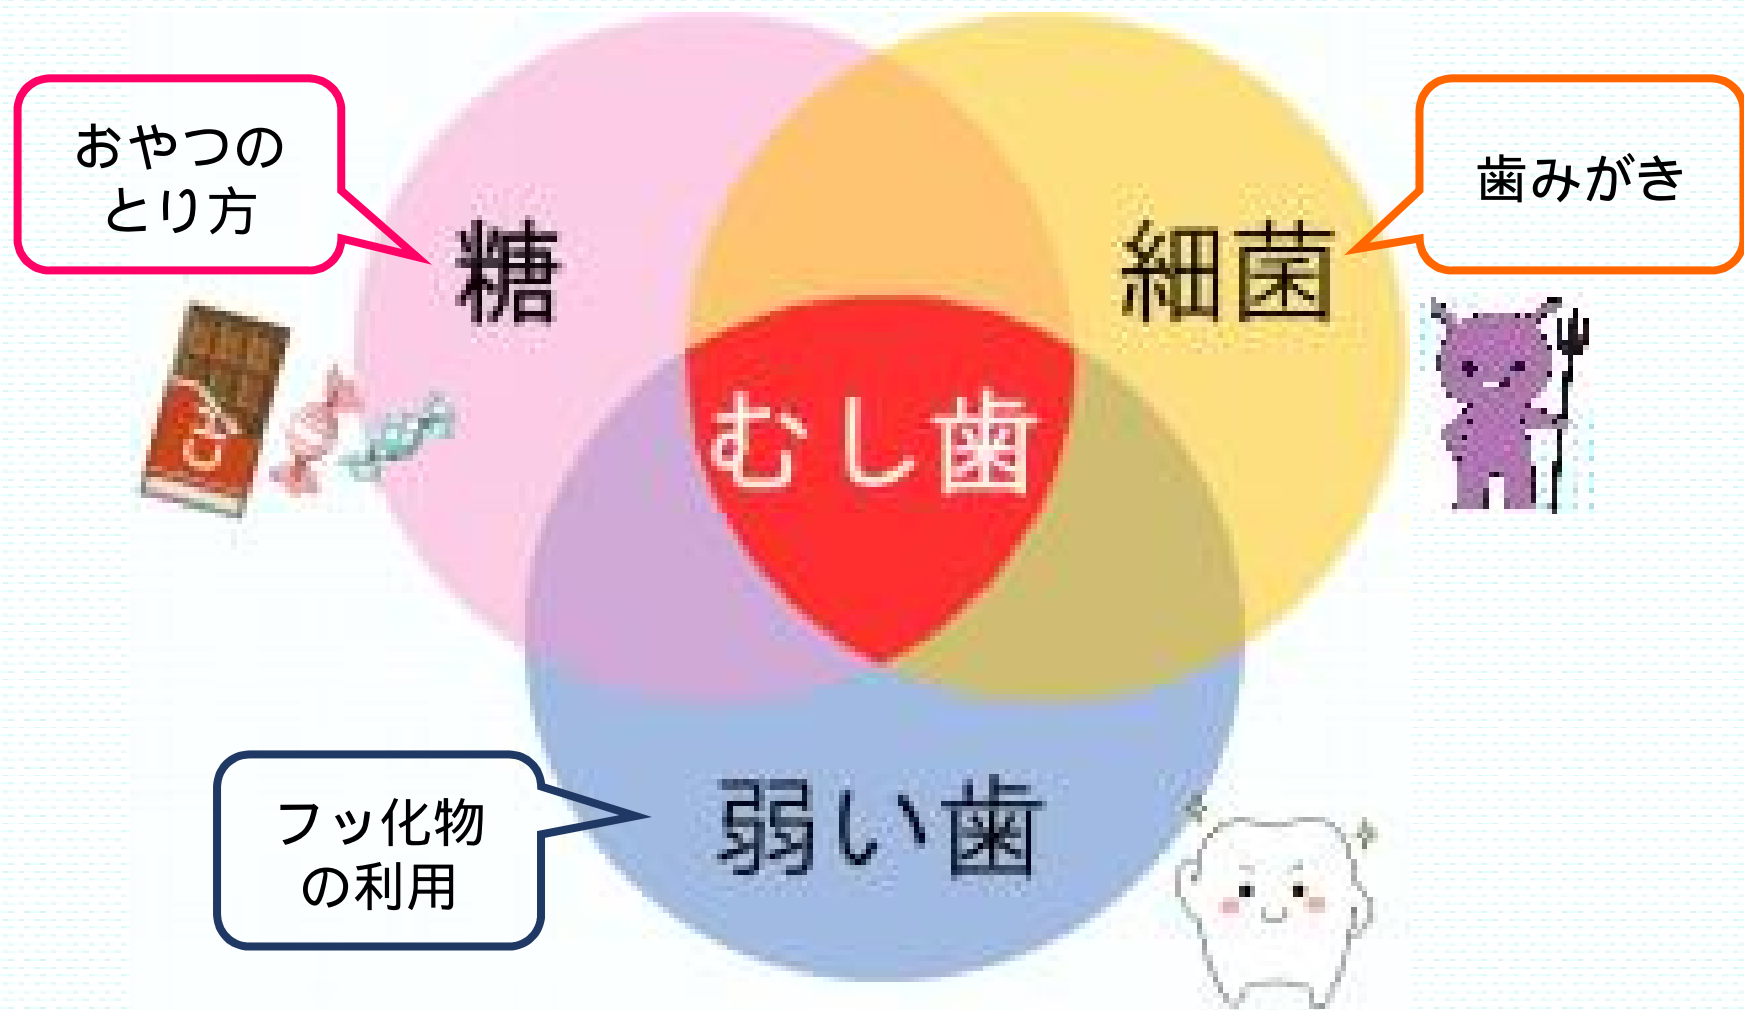 おやつの
とり方
歯みがき
糖
細菌
むし歯
弱い歯
フッ化物
の利用